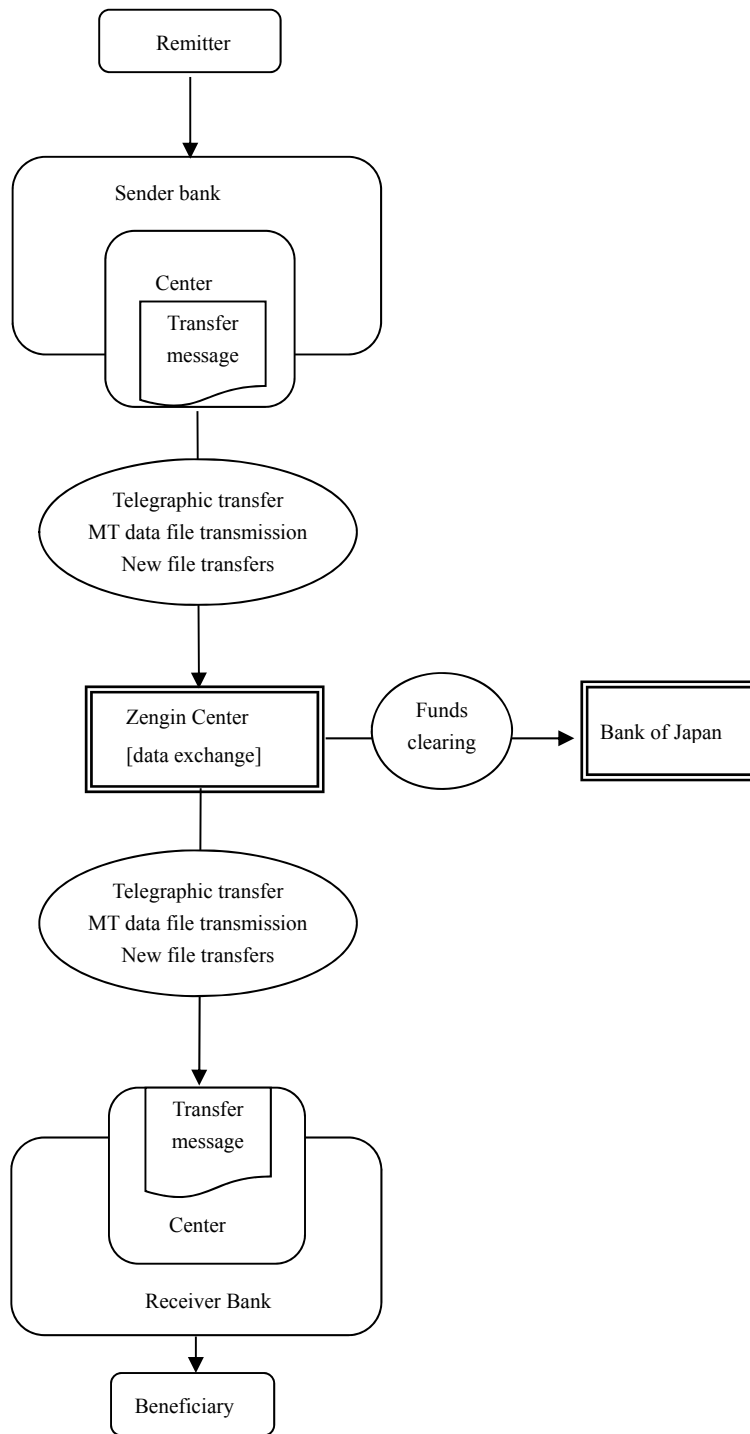 Remitter
Sender bank
Center
Transfer
message
Telegraphic transfer
MT data file transmission
New file transfers
Zengin Center
[data exchange]
Funds
clearing
Bank of Japan
Telegraphic transfer
MT data file transmission
New file transfers
Transfer
message
Center
Receiver Bank
Beneficiary